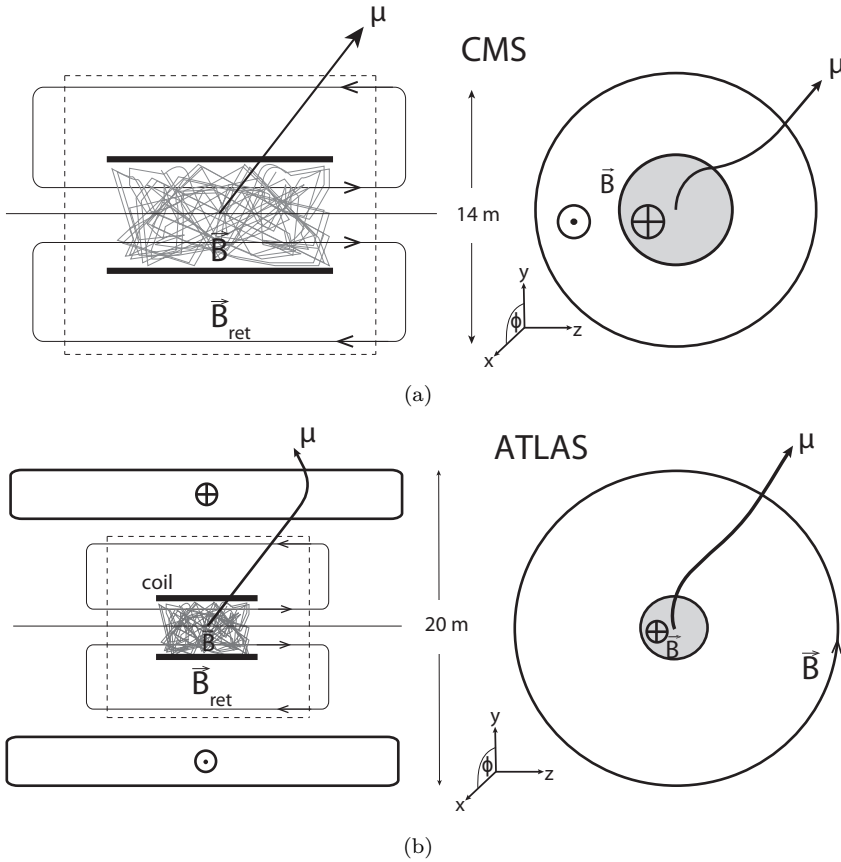 μ
CMS
μ
B
B
ret
14 m
B
y
ϕ
z
x
(a)
μ
ATLAS
μ
coil
B
B
ret
20 m
B
B
y
ϕ
z
x
(b)